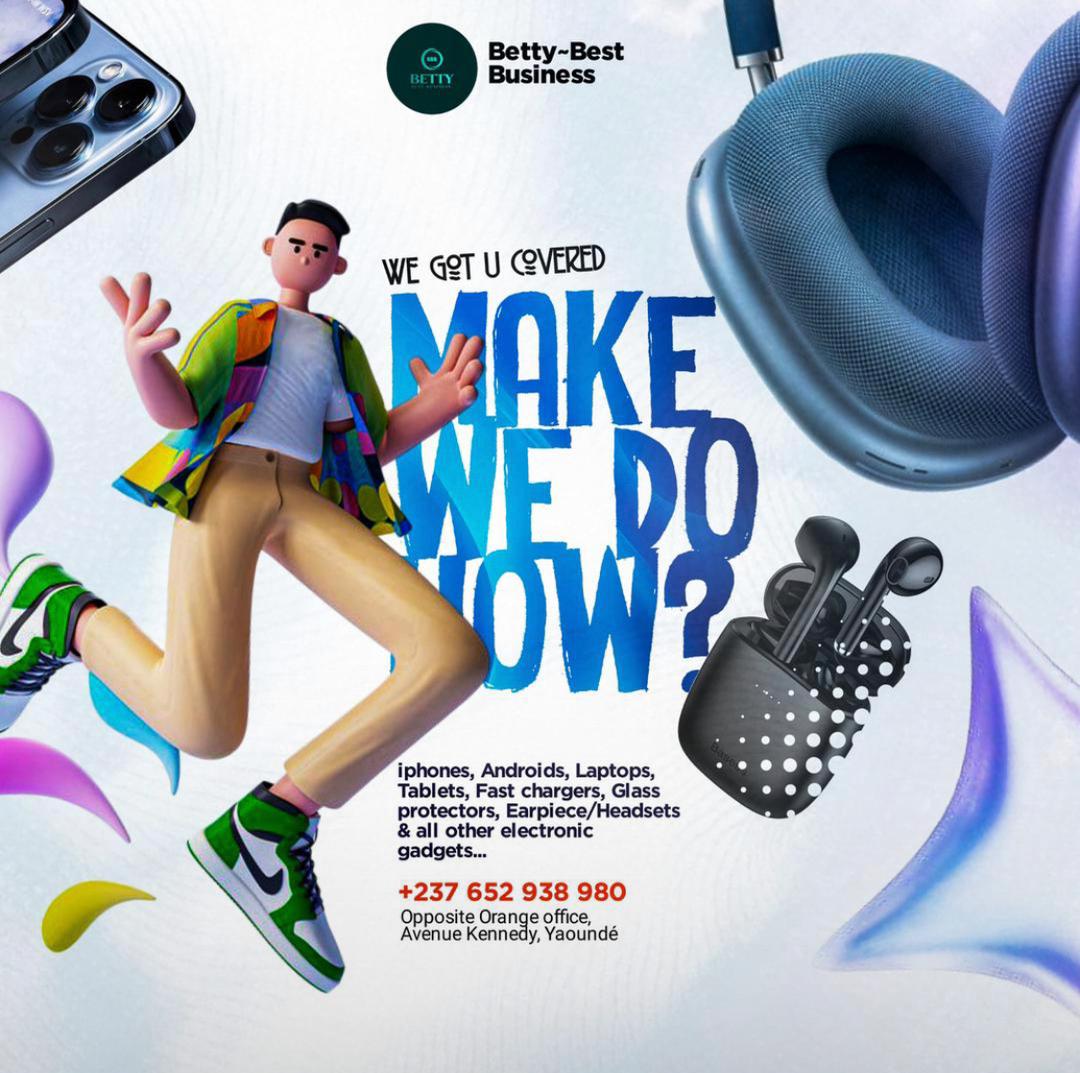 BETTY
Betty~Best
Business
WE GOT U COVERED
MAKE
WE DO
HOW?
iphones, Androids, Laptops,
Tablets, Fast chargers, Glass
protectors, Earpiece/Headsets
& all other electronic
gadgets...
+237 652 938 980
Opposite Orange office,
Avenue Kennedy, Yaoundé